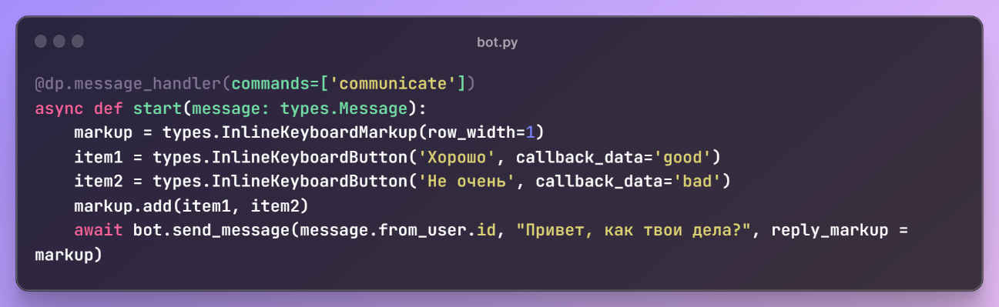 bot.py
@dp.message_handler(commands=['communicate'])
async def start(message: types.Message):
    markup = types.InlineKeyboardMarkup(row_width=1)
    item1 = types.InlineKeyboardButton('Хорошо', callback_data='good')
    item2 = types.InlineKeyboardButton('Не очень', callback_data='bad')
    markup.add(item1, item2)
    await bot.send_message(message.from_user.id, "Привет, как твои дела?", reply_markup =
markup)